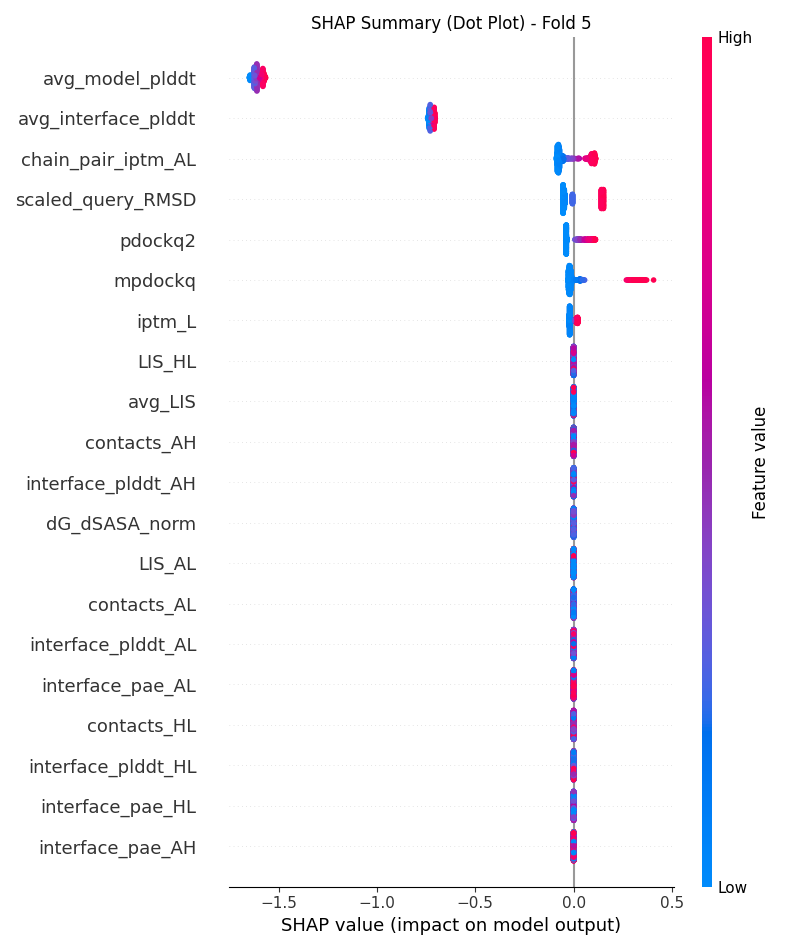 SHAP Summary (Dot Plot) - Fold 5
High
avg_model_plddt
avg_interface_plddt
chain_pair_iptm_AL
scaled_query_RMSD
pdockq2
mpdockq
iptm_L
LIS_HL
avg_LIS
contacts_AH
interface_plddt_AH
dG_dSASA_norm
LIS_AL
contacts_AL
interface_plddt_AL
interface_pae_AL
contacts_HL
interface_plddt_HL
interface_pae_HL
interface_pae_AH
Feature value
Low
−1.5 −1.0 −0.5 0.0 0.5
SHAP value (impact on model output)